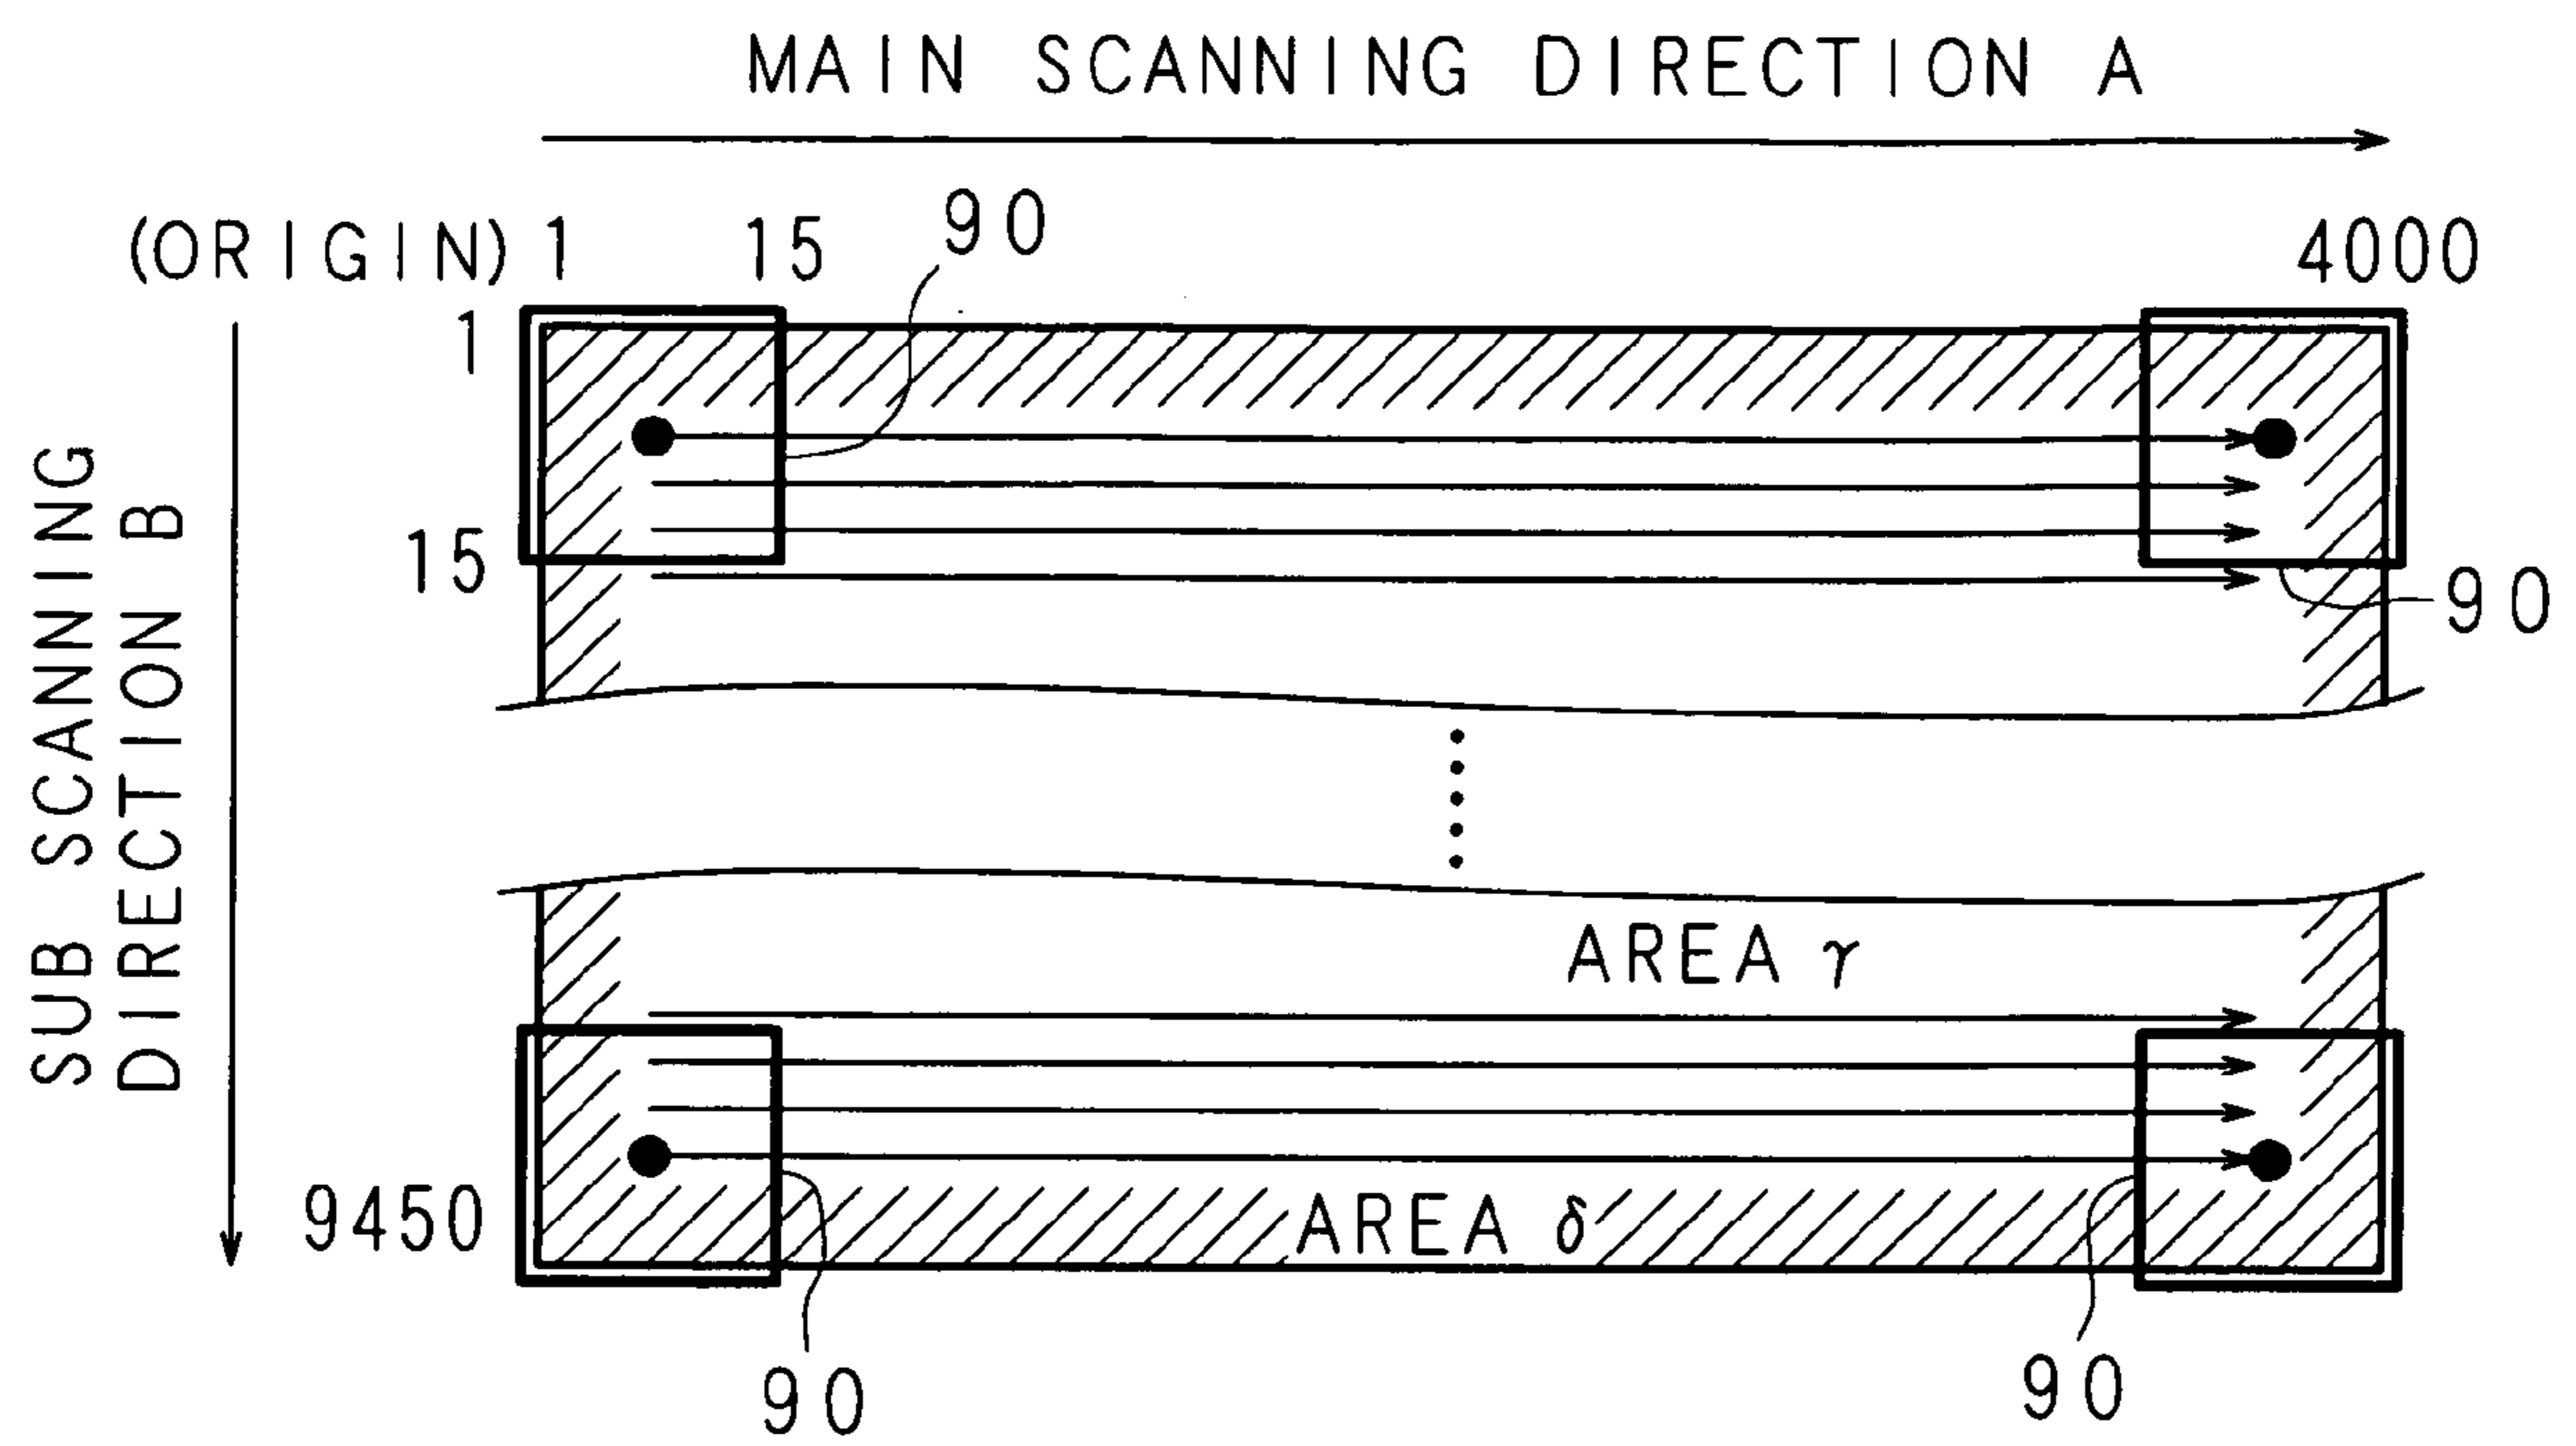 MAIN SCANNING DIRECTION A
(ORIGIN) 1 15 90 4000
1
15
90
SUB SCANNING
DIRECTION B
AREA γ
9450
AREA δ
90 90